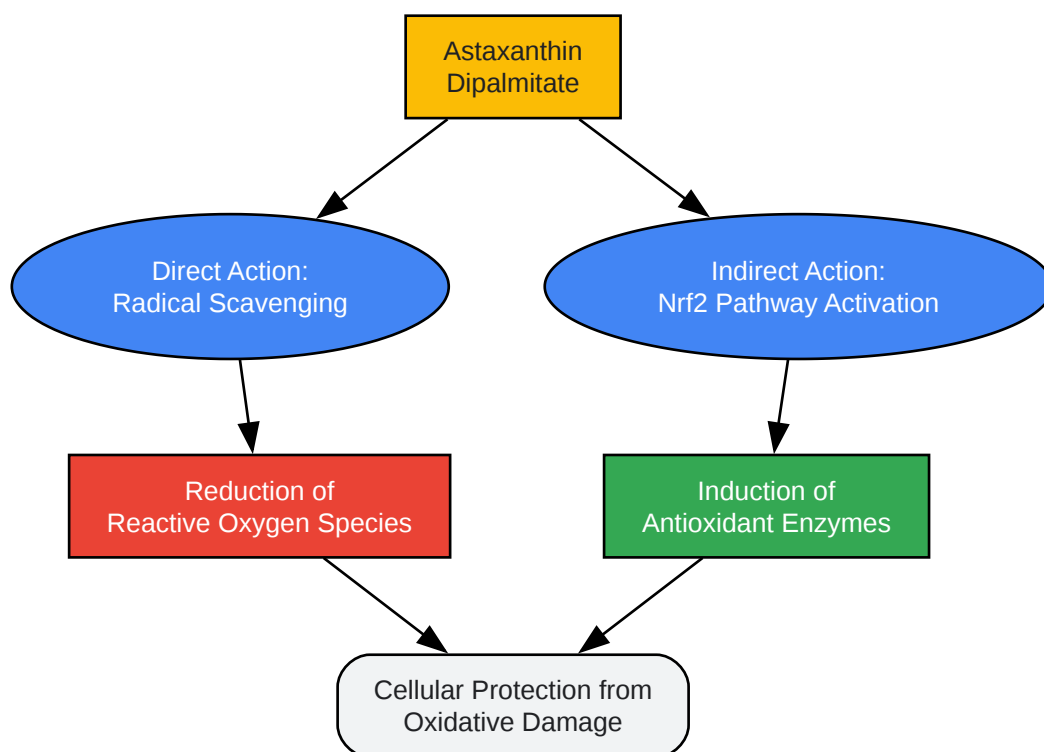 Astaxanthin
Dipalmitate
Direct Action:
Radical Scavenging
Indirect Action:
Nrf2 Pathway Activation
Reduction of
Reactive Oxygen Species
Induction of
Antioxidant Enzymes
Cellular Protection from
Oxidative Damage